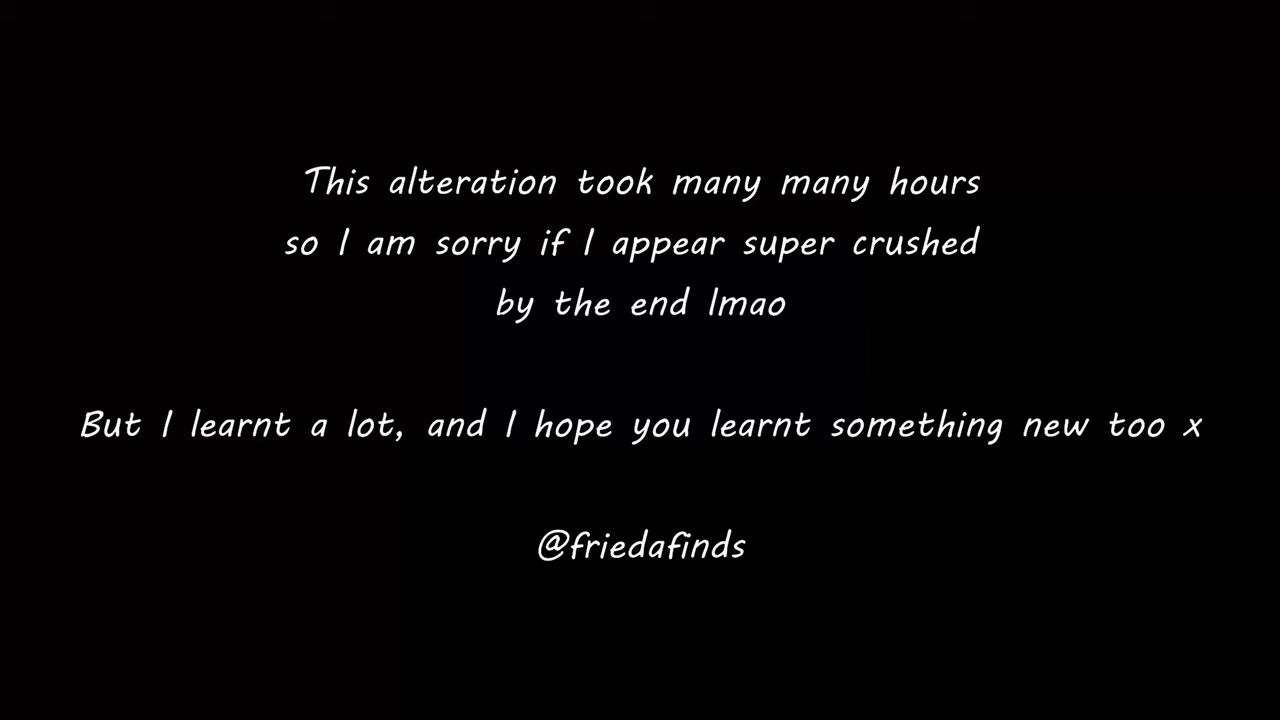 This alteration took many many hours
so I am sorry if I appear super crushed
by the end lmao
But I learnt a lot, and I hope you learnt something new too x
@friedafinds